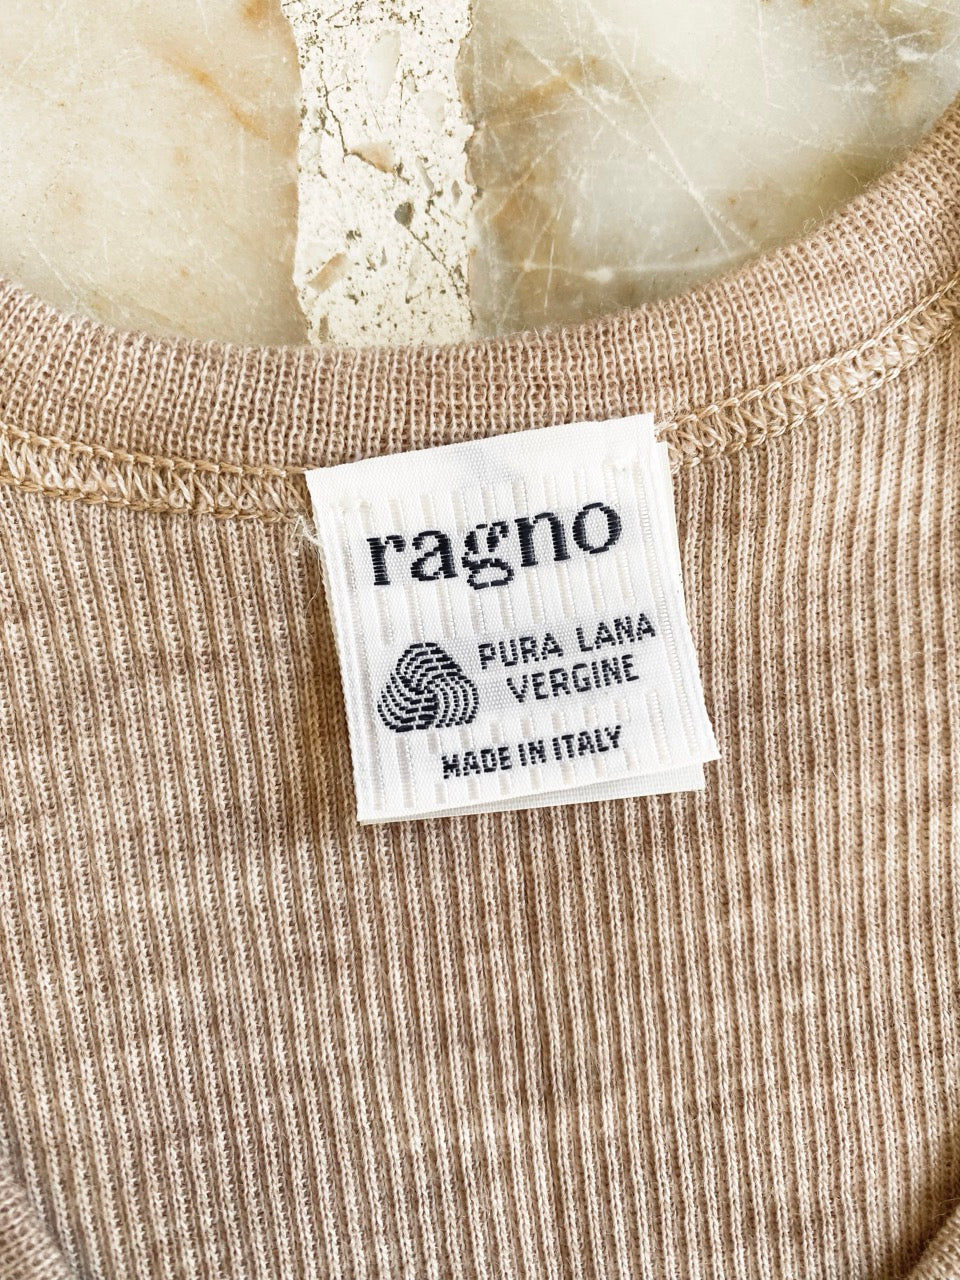 ragno
PURA LANA
VERGINE
MADE IN ITALY